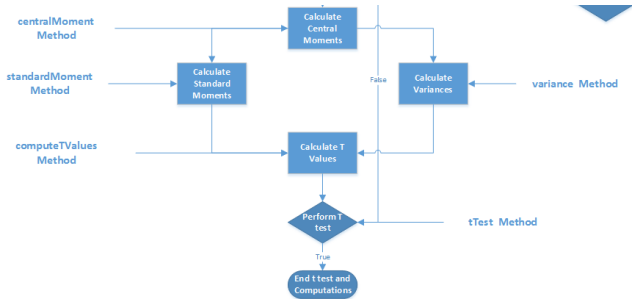 centralMoment
Method
Calculate
Central
Moments
standardMoment
Method
Calculate
Standard
Moments
False
Calculate
Variances
variance Method
computeTValues
Method
Calculate T
Values
Perform T
test
tTest Method
True
End t test and
Computations